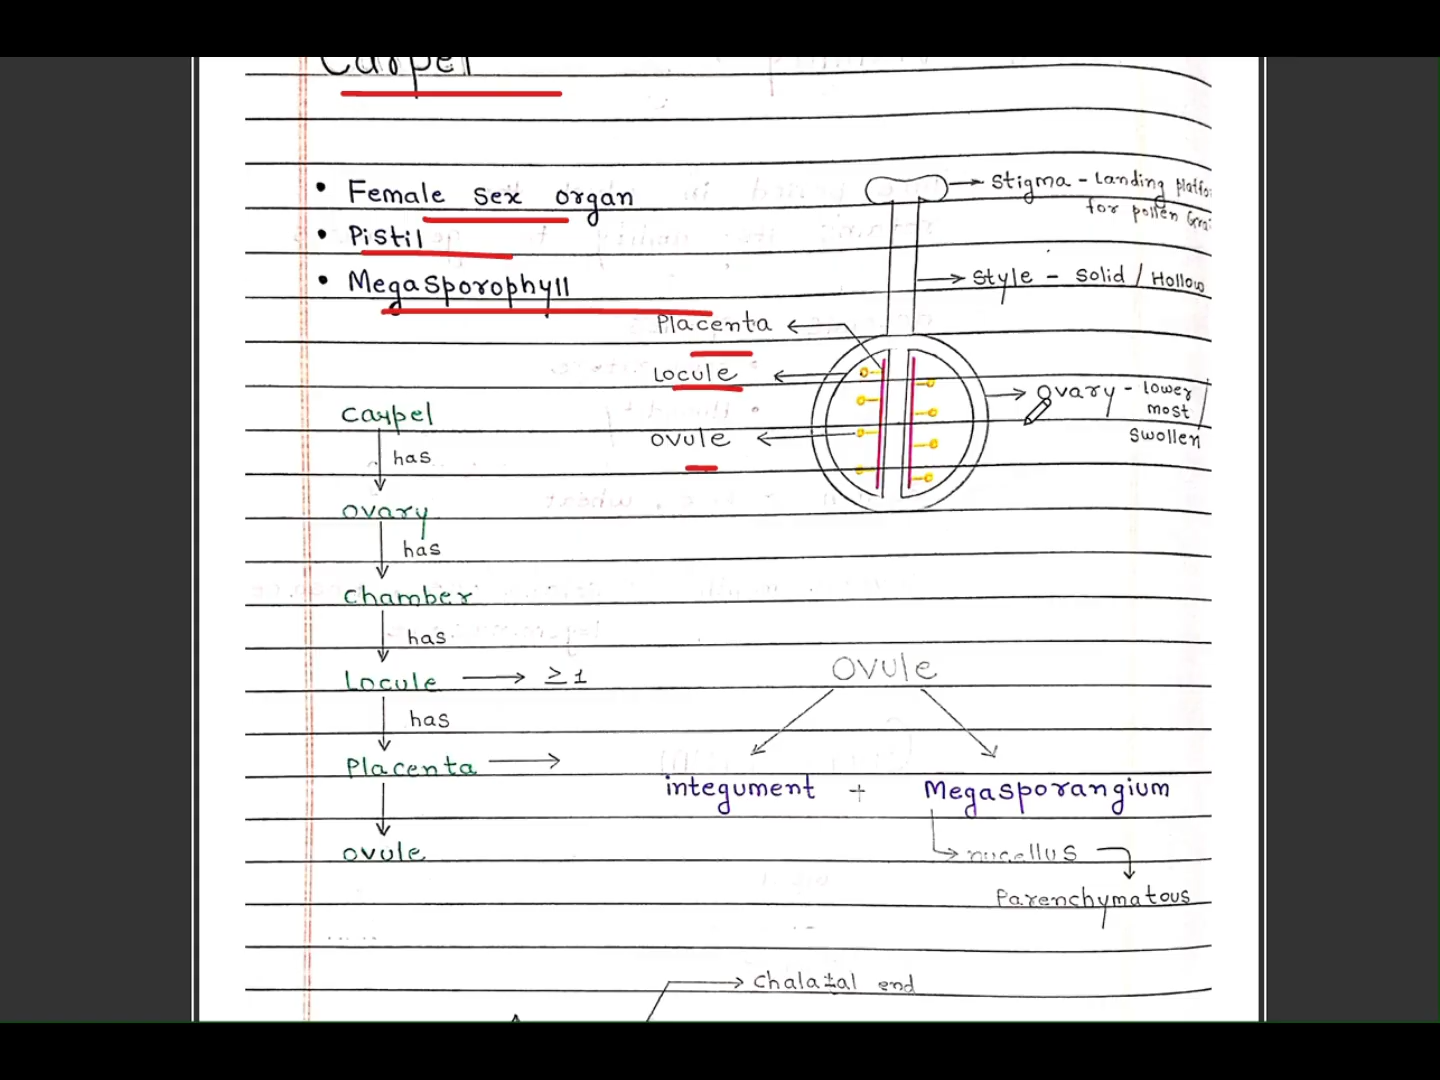 Carpel
• Female sex organ
• Pistil
• Megasporophyll
Stigma - Landing
for pollen
Style - Solid / Hollow
Placenta
Locule
Ovule
Ovary - Lower
most
Swollen
Carpel
has
Ovary
has
Chamber
has
Locule → ≥ 1
has
Placenta →
Ovule
Ovule
integument + Megasporangium
nucellus
Parenchymatous
Chalazal end